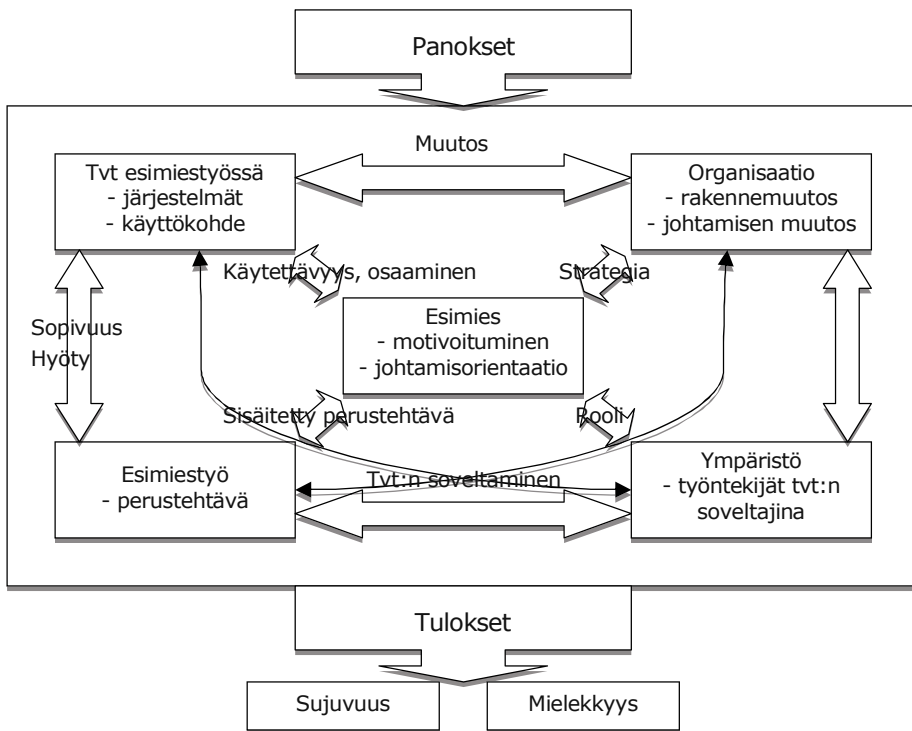 Panokset
Muutos
Tvt esimiestyössä
- järjestelmät
- käyttökohde
Organisaatio
- rakennemuutos
- johtamisen muutos
Käytettävyys, osaaminen
Strategia
Esimies
- motivoituminen
- johtamisorientaatio
Sopivuus
Hyöty
Sisäitetty perustehtävä
Rooli
Esimiestyö
- perustehtävä
Tvt:n soveltaminen
Ympäristö
- työntekijät tvt:n
soveltajina
Tulokset
Sujuvuus
Mielekkyys